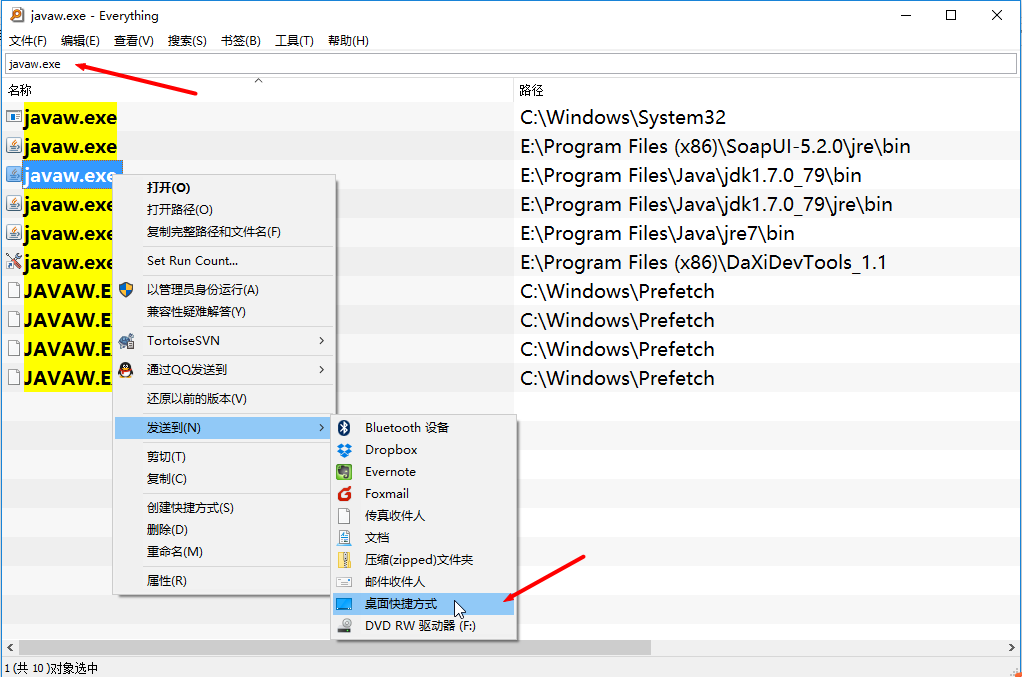 javaw.exe - Everything
文件(F) 编辑(E) 查看(V) 搜索(S) 书签(B) 工具(T) 帮助(H)
javaw.exe
名称 路径
javaw.exe C:\Windows\System32
javaw.exe E:\Program Files (x86)\SoapUI-5.2.0\jre\bin
javaw.exe E:\Program Files\Java\jdk1.7.0_79\bin
javaw.exe E:\Program Files\Java\jdk1.7.0_79\jre\bin
javaw.exe E:\Program Files\Java\jre7\bin
javaw.exe E:\Program Files (x86)\DaXiDevTools_1.1
JAVAW.E C:\Windows\Prefetch
JAVAW.E C:\Windows\Prefetch
JAVAW.E C:\Windows\Prefetch
JAVAW.E C:\Windows\Prefetch
打开(O)
打开路径(O)
复制完整路径和文件名(F)
Set Run Count...
以管理员身份运行(A)
兼容性疑难解答(Y)
TortoiseSVN
通过QQ发送到
还原以前的版本(V)
发送到(N)
剪切(T)
复制(C)
创建快捷方式(S)
删除(D)
重命名(M)
属性(R)
Bluetooth 设备
Dropbox
Evernote
Foxmail
传真收件人
文档
压缩(zipped)文件夹
邮件收件人
桌面快捷方式
DVD RW 驱动器 (F:)
1 (共 10 )对象选中